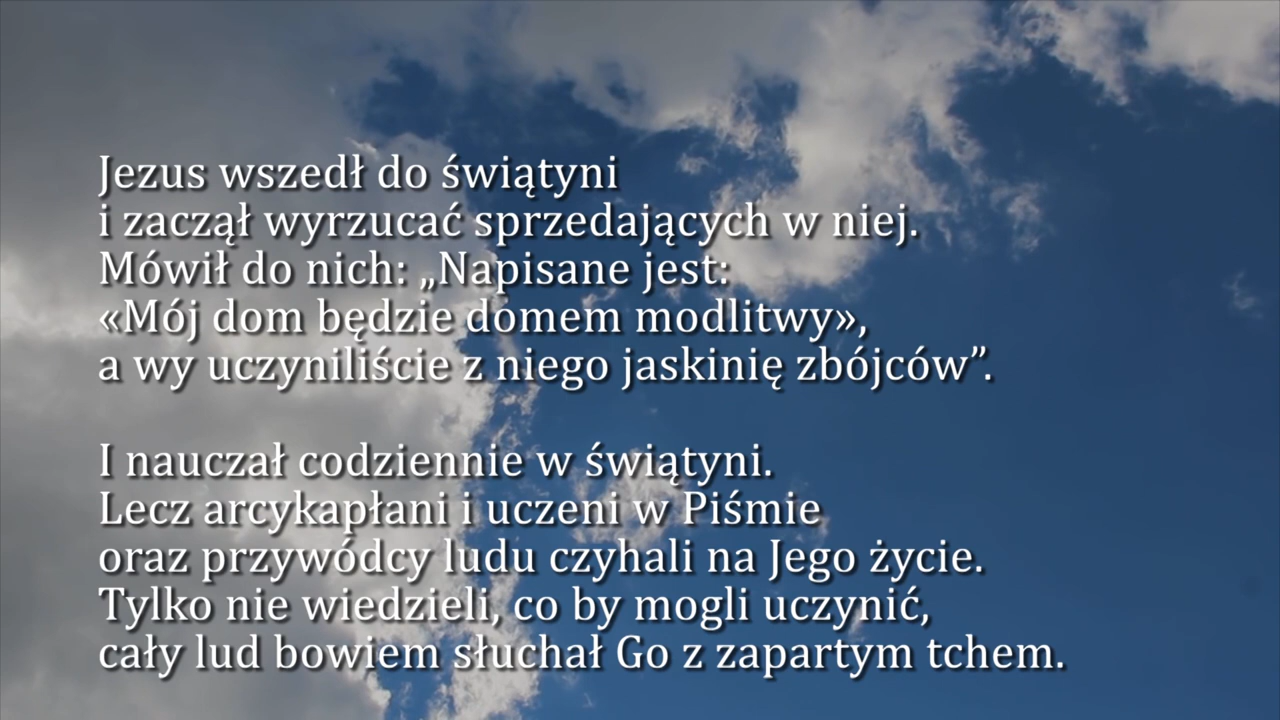 Jezus wszedł do świątyni
i zaczął wyrzucać sprzedających w niej.
Mówił do nich: „Napisane jest:
«Mój dom będzie domem modlitwy»,
a wy uczyniliście z niego jaskinię zbójców”.
I nauczał codziennie w świątyni.
Lecz arcykapłani i uczeni w Piśmie
oraz przywódcy ludu czyhali na Jego życie.
Tylko nie wiedzieli, co by mogli uczynić,
cały lud bowiem słuchał Go z zapartym tchem.